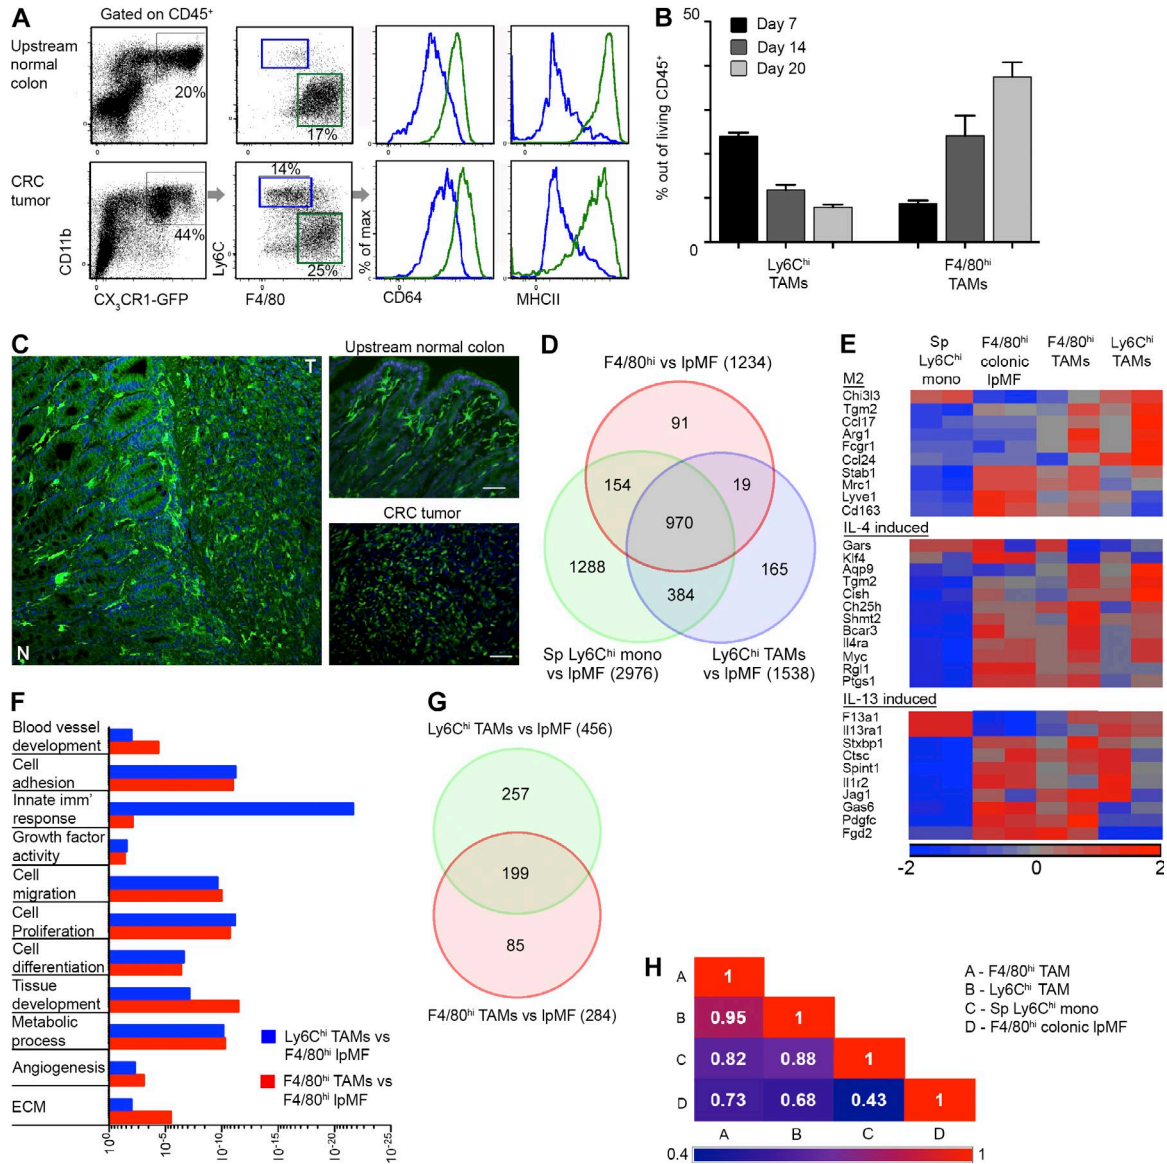 A
Gated on CD45⁺
Upstream
normal
colon
20%
17%
CRC
tumor
44%
14%
25%
CD11b
Ly6C
% of max
CX₃CR1-GFP
F4/80
CD64
MHCII
B
50
0
% out of living CD45⁺
Day 7
Day 14
Day 20
Ly6Cʰⁱ
TAMs
F4/80ʰⁱ
TAMs
C
T
N
Upstream normal colon
CRC tumor
D
F4/80ʰⁱ vs lpMF (1234)
91
154
19
970
1288
165
384
Sp Ly6Cʰⁱ mono
vs lpMF (2976)
Ly6Cʰⁱ TAMs
vs lpMF (1538)
E
Sp
Ly6Cʰⁱ
mono
F4/80ʰⁱ
colonic
lpMF
F4/80ʰⁱ
TAMs
Ly6Cʰⁱ
TAMs
M2
Chi3l3
Tgm2
Ccl17
Arg1
Fcgr1
Ccl24
Stab1
Mrc1
Lyve1
Cd163
IL-4 induced
Gars
Klf4
Aqp9
Tgm2
Cish
Ch25h
Shmt2
Bcar3
Il4ra
Myc
Rgl1
Ptgs1
IL-13 induced
F13a1
Il13ra1
Stxbp1
Ctsc
Spint1
Il1r2
Jag1
Gas6
Pdgfc
Fgd2
-2 0 2
F
Blood vessel
development
Cell
adhesion
Innate imm'
response
Growth factor
activity
Cell
migration
Cell
Proliferation
Cell
differentiation
Tissue
development
Metabolic
process
Angiogenesis
ECM
Ly6Cʰⁱ TAMs vs
F4/80ʰⁱ lpMF
F4/80ʰⁱ TAMs vs
F4/80ʰⁱ lpMF
10⁰ 10⁻⁵ 10⁻¹⁰ 10⁻¹⁵ 10⁻²⁰ 10⁻²⁵
G
Ly6Cʰⁱ TAMs vs lpMF (456)
257
199
85
F4/80ʰⁱ TAMs vs lpMF (284)
H
A 1
B 0.95 1
C 0.82 0.88 1
D 0.73 0.68 0.43 1
A B C D
0.4 1
A - F4/80ʰⁱ TAM
B - Ly6Cʰⁱ TAM
C - Sp Ly6Cʰⁱ mono
D - F4/80ʰⁱ colonic lpMF